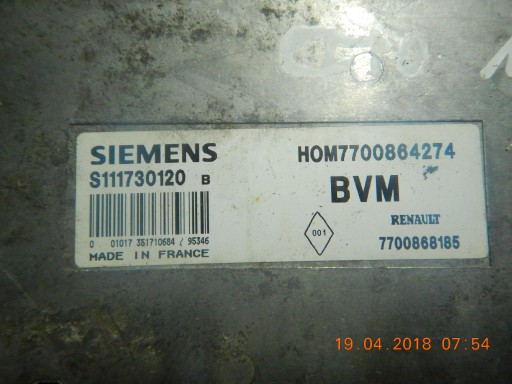 SIEMENS
S111730120 B
0 01017 351710684 / 95346
MADE IN FRANCE
HOM7700864274
BVM
001
RENAULT
7700868185
19.04.2018 07:54